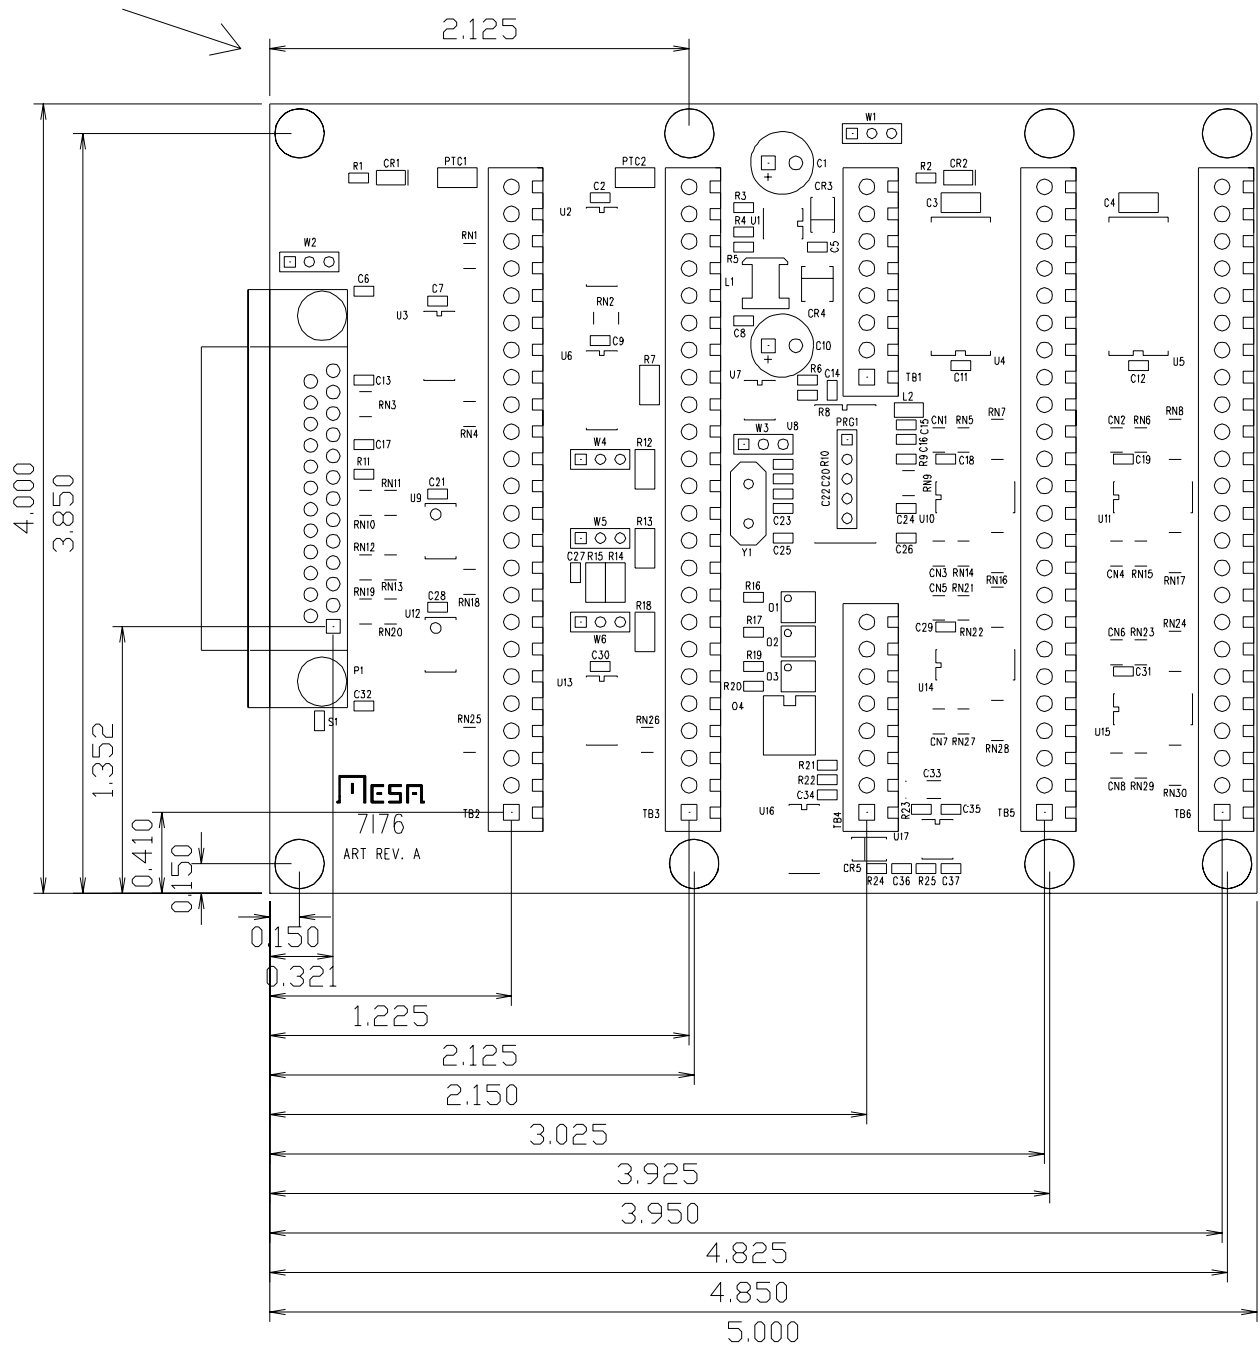 2.125
W1
R1
CR1
PTC1
PTC2
C1
R2
CR2
C2
U2
R3
U1
CR3
C3
C4
R4
RN1
W2
R5
C5
C6
C7
L1
U3
RN2
CR4
C8
C9
C10
U6
R7
U7
R6
C14
TB1
C11
U4
C12
U5
C13
RN3
RN4
R8
L2
PRG1
CN1
RN5
RN7
CN2
RN6
RN8
C17
W4
R12
W3
U8
C15
C16
R9
C18
C19
R11
RN11
C21
U9
C22
C20
R10
RN9
U10
U11
RN10
C23
C24
4.000
3.850
W5
R13
RN12
C27
R15
R14
Y1
C25
C26
RN19
RN13
CN3
RN14
RN16
CN4
RN15
RN17
C28
U12
RN18
R16
O1
CN5
RN21
RN20
W6
R18
R17
O2
C29
RN22
CN6
RN23
RN24
P1
C30
U13
R19
O3
R20
U14
C31
C32
S1
O4
RN25
RN26
CN7
RN27
RN28
U15
1.352
MESA
7I76
ART REV. A
R21
R22
C34
C33
CN8
RN29
RN30
TB2
TB3
U16
TB4
R23
C35
TB5
TB6
U17
0.410
0.150
CR5
R24
C36
R25
C37
0.150
0.321
1.225
2.125
2.150
3.025
3.925
3.950
4.825
4.850
5.000